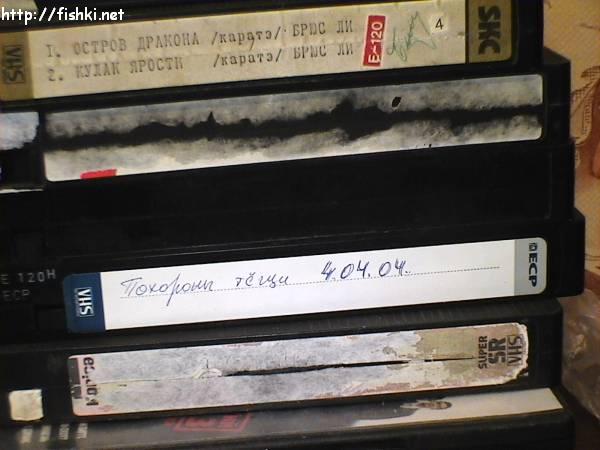 http://fishki.net
1. ОСТРОВ ДРАКОНА /каратэ/ БРЮС ЛИ
2. КУЛАК ЯРОСТИ /каратэ/ БРЮС ЛИ
VHS
E-120
4
SKC
E 120H
ECP
VHS
Похороны тёщи 4.04.04.
ECP
SUPER
SR
VHS